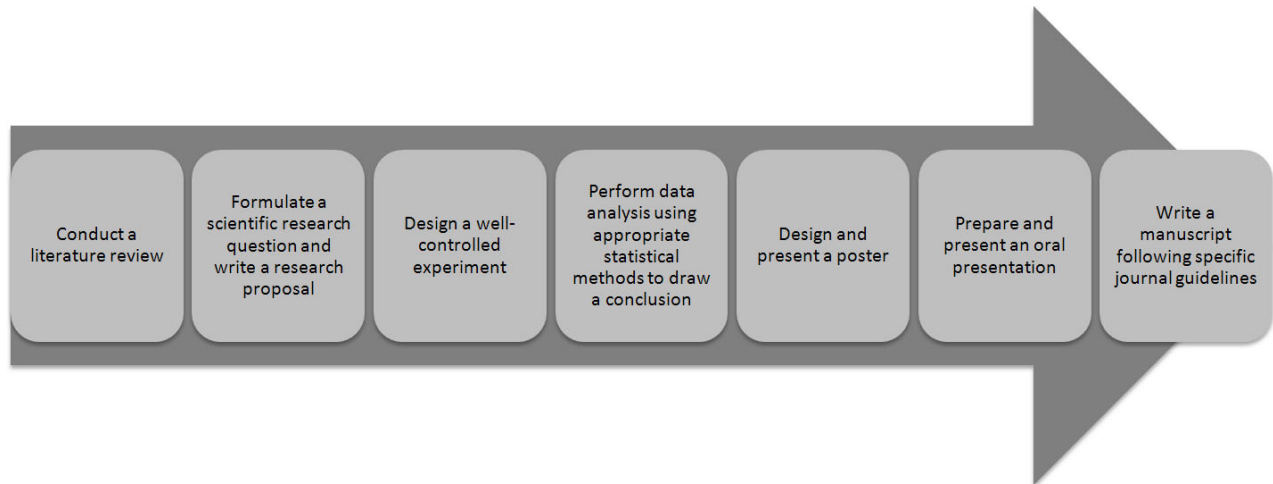 Conduct a
literature review
Formulate a
scientific research
question and
write a research
proposal
Design a well-
controlled
experiment
Perform data
analysis using
appropriate
statistical
methods to draw
a conclusion
Design and
present a poster
Prepare and
present an oral
presentation
Write a
manuscript
following specific
journal guidelines